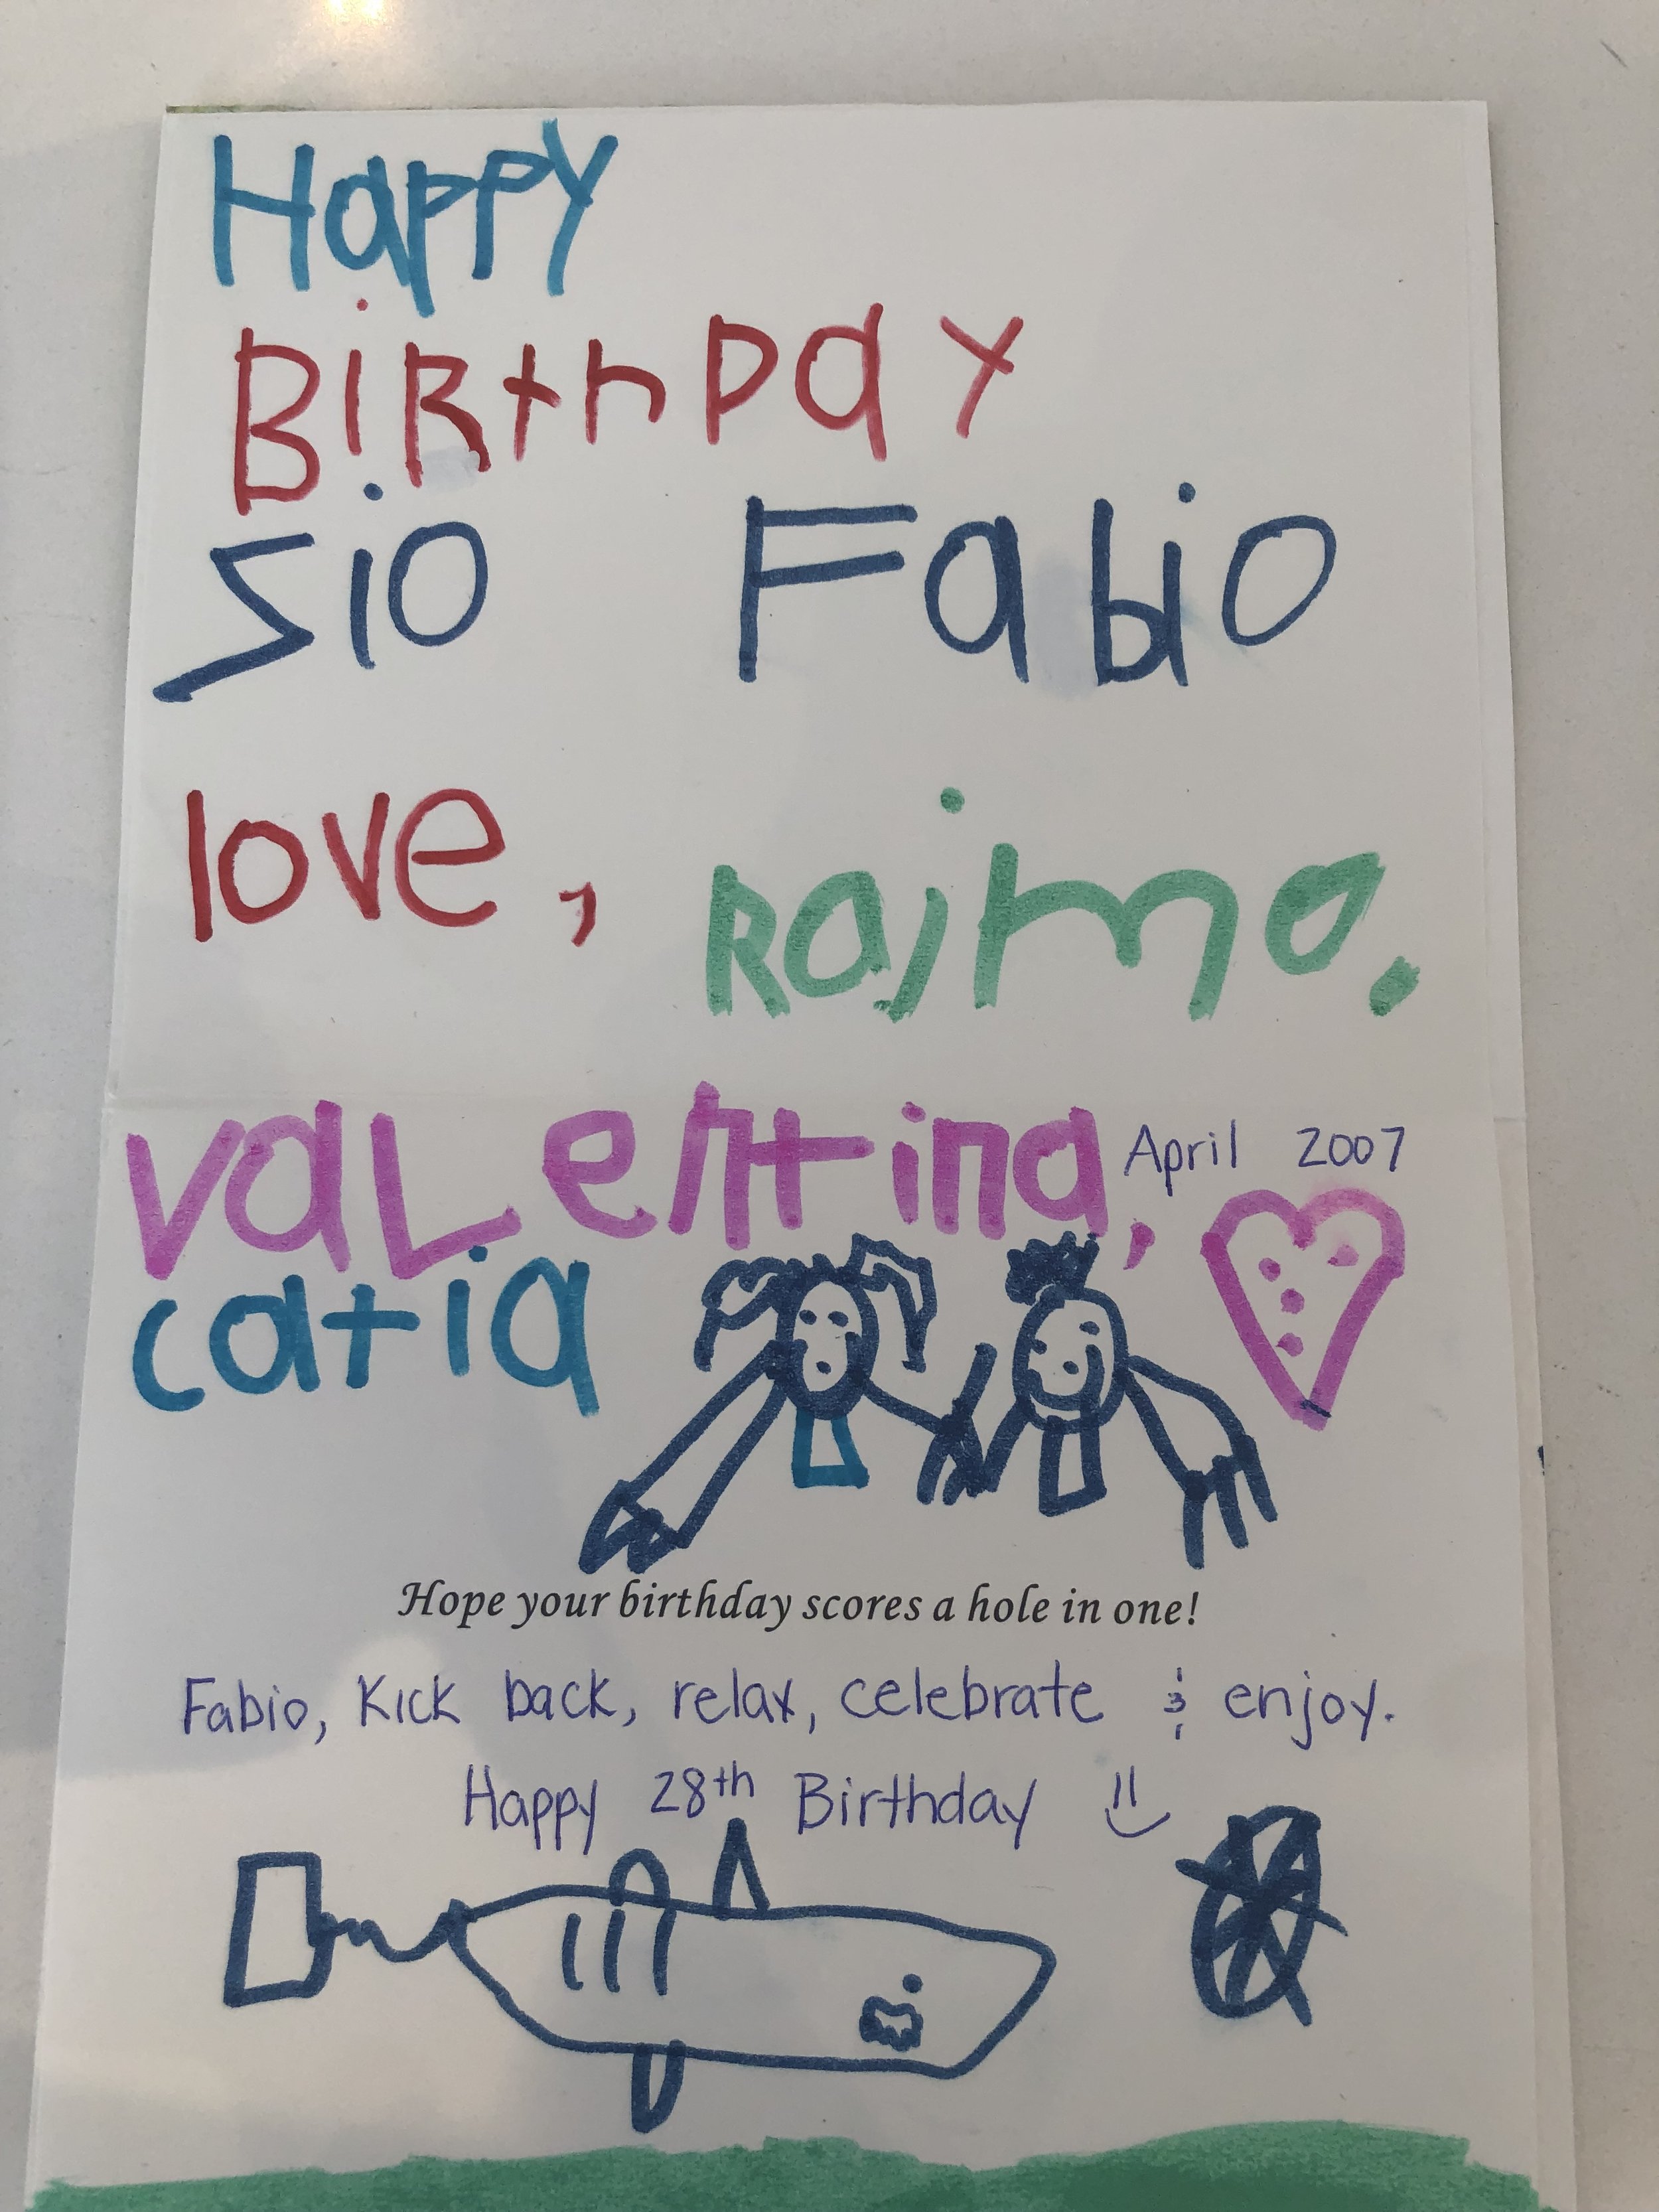 Happy
BiRthDay
Zio Fabio
love, Raimo.
vaLentina, April 2007
catia
Hope your birthday scores a hole in one!
Fabio, Kick back, relax, celebrate & enjoy.
Happy 28th Birthday